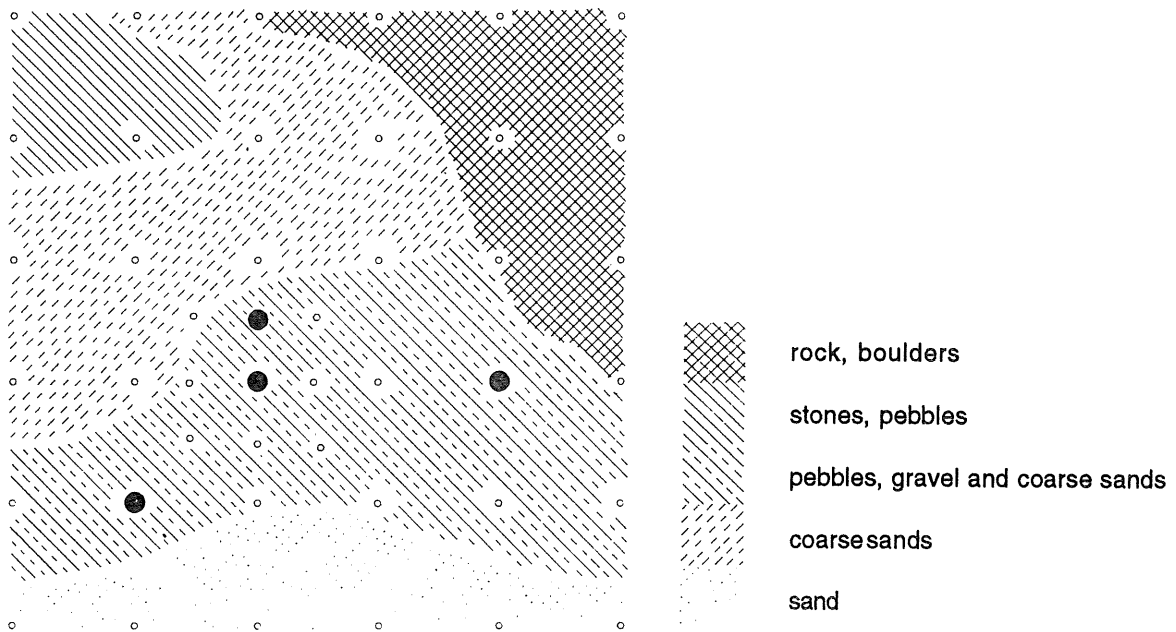 rock, boulders
stones, pebbles
pebbles, gravel and coarse sands
coarse sands
sand